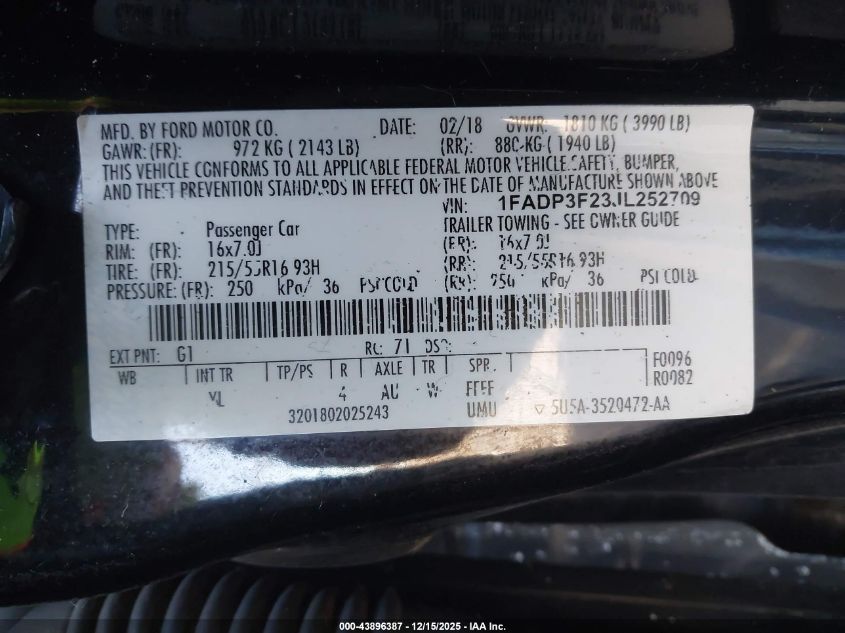 MFD. BY FORD MOTOR CO. DATE: 02/18 GVWR: 1810 KG ( 3990 LB)
GAWR: (FR): 972 KG ( 2143 LB) (RR): 880 KG ( 1940 LB)
THIS VEHICLE CONFORMS TO ALL APPLICABLE FEDERAL MOTOR VEHICLE SAFETY, BUMPER,
AND THEFT PREVENTION STANDARDS IN EFFECT ON THE DATE OF MANUFACTURE SHOWN ABOVE
VIN: 1FADP3F23JL252709
TYPE: Passenger Car TRAILER TOWING - SEE OWNER GUIDE
RIM: (FR): 16x7.0J (RR): 16x7.0J
TIRE: (FR): 215/55R16 93H (RR): 215/55R16 93H
PRESSURE: (FR): 250 kPa/ 36 PSI COLD (RR): 250 kPa/ 36 PSI COLD
EXT PNT: G1 RC: 71 DSO:
WB INT TR TP/PS R AXLE TR SPR F0096
VL 4 AU W FFFF R0082
3201802025243 UMU 5U5A-3520472-AA
000-43896387 - 12/15/2025 - IAA Inc.